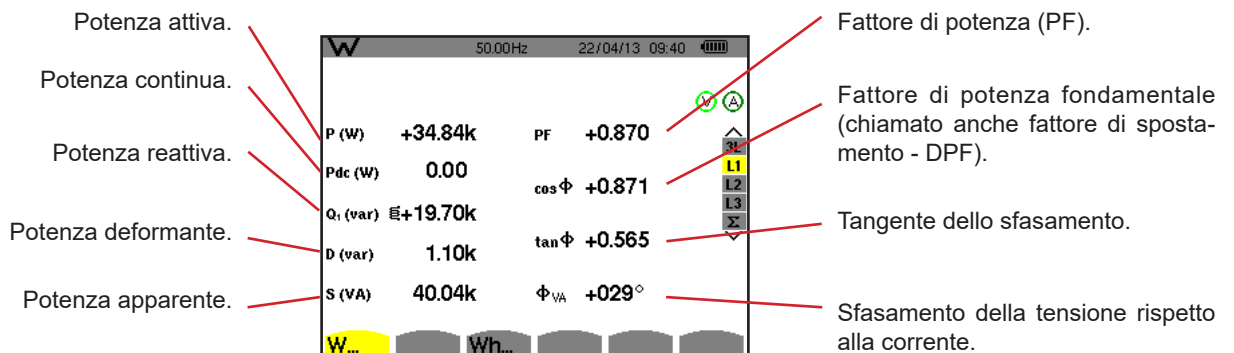 Potenza attiva.
Potenza continua.
Potenza reattiva.
Potenza deformante.
Potenza apparente.
W 50.00Hz 22/04/13 09:40
V A
P (W) +34.84k PF +0.870
Pdc (W) 0.00 cos Φ +0.871
Q₁ (var) +19.70k tan Φ +0.565
D (var) 1.10k
S (VA) 40.04k ΦVA +029°
3L
L1
L2
L3
Σ
W... Wh...
Fattore di potenza (PF).
Fattore di potenza fondamentale
(chiamato anche fattore di sposta-
mento - DPF).
Tangente dello sfasamento.
Sfasamento della tensione rispetto
alla corrente.